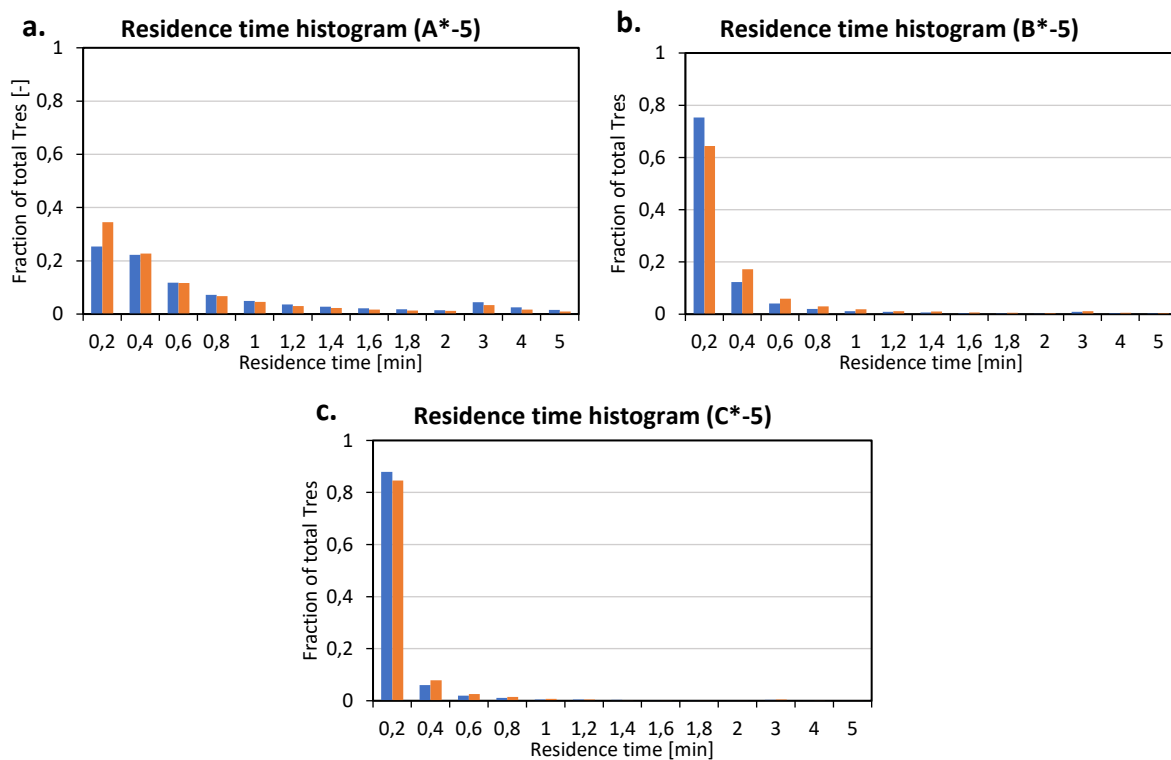 a.
Residence time histogram (A*-5)
Fraction of total Tres [-]
1
0,8
0,6
0,4
0,2
0
0,2 0,4 0,6 0,8 1 1,2 1,4 1,6 1,8 2 3 4 5
Residence time [min]
b.
Residence time histogram (B*-5)
Fraction of total Tres
1
0,8
0,6
0,4
0,2
0
0,2 0,4 0,6 0,8 1 1,2 1,4 1,6 1,8 2 3 4 5
Residence time [min]
c.
Residence time histogram (C*-5)
Fraction of total Tres
1
0,8
0,6
0,4
0,2
0
0,2 0,4 0,6 0,8 1 1,2 1,4 1,6 1,8 2 3 4 5
Residence time [min]